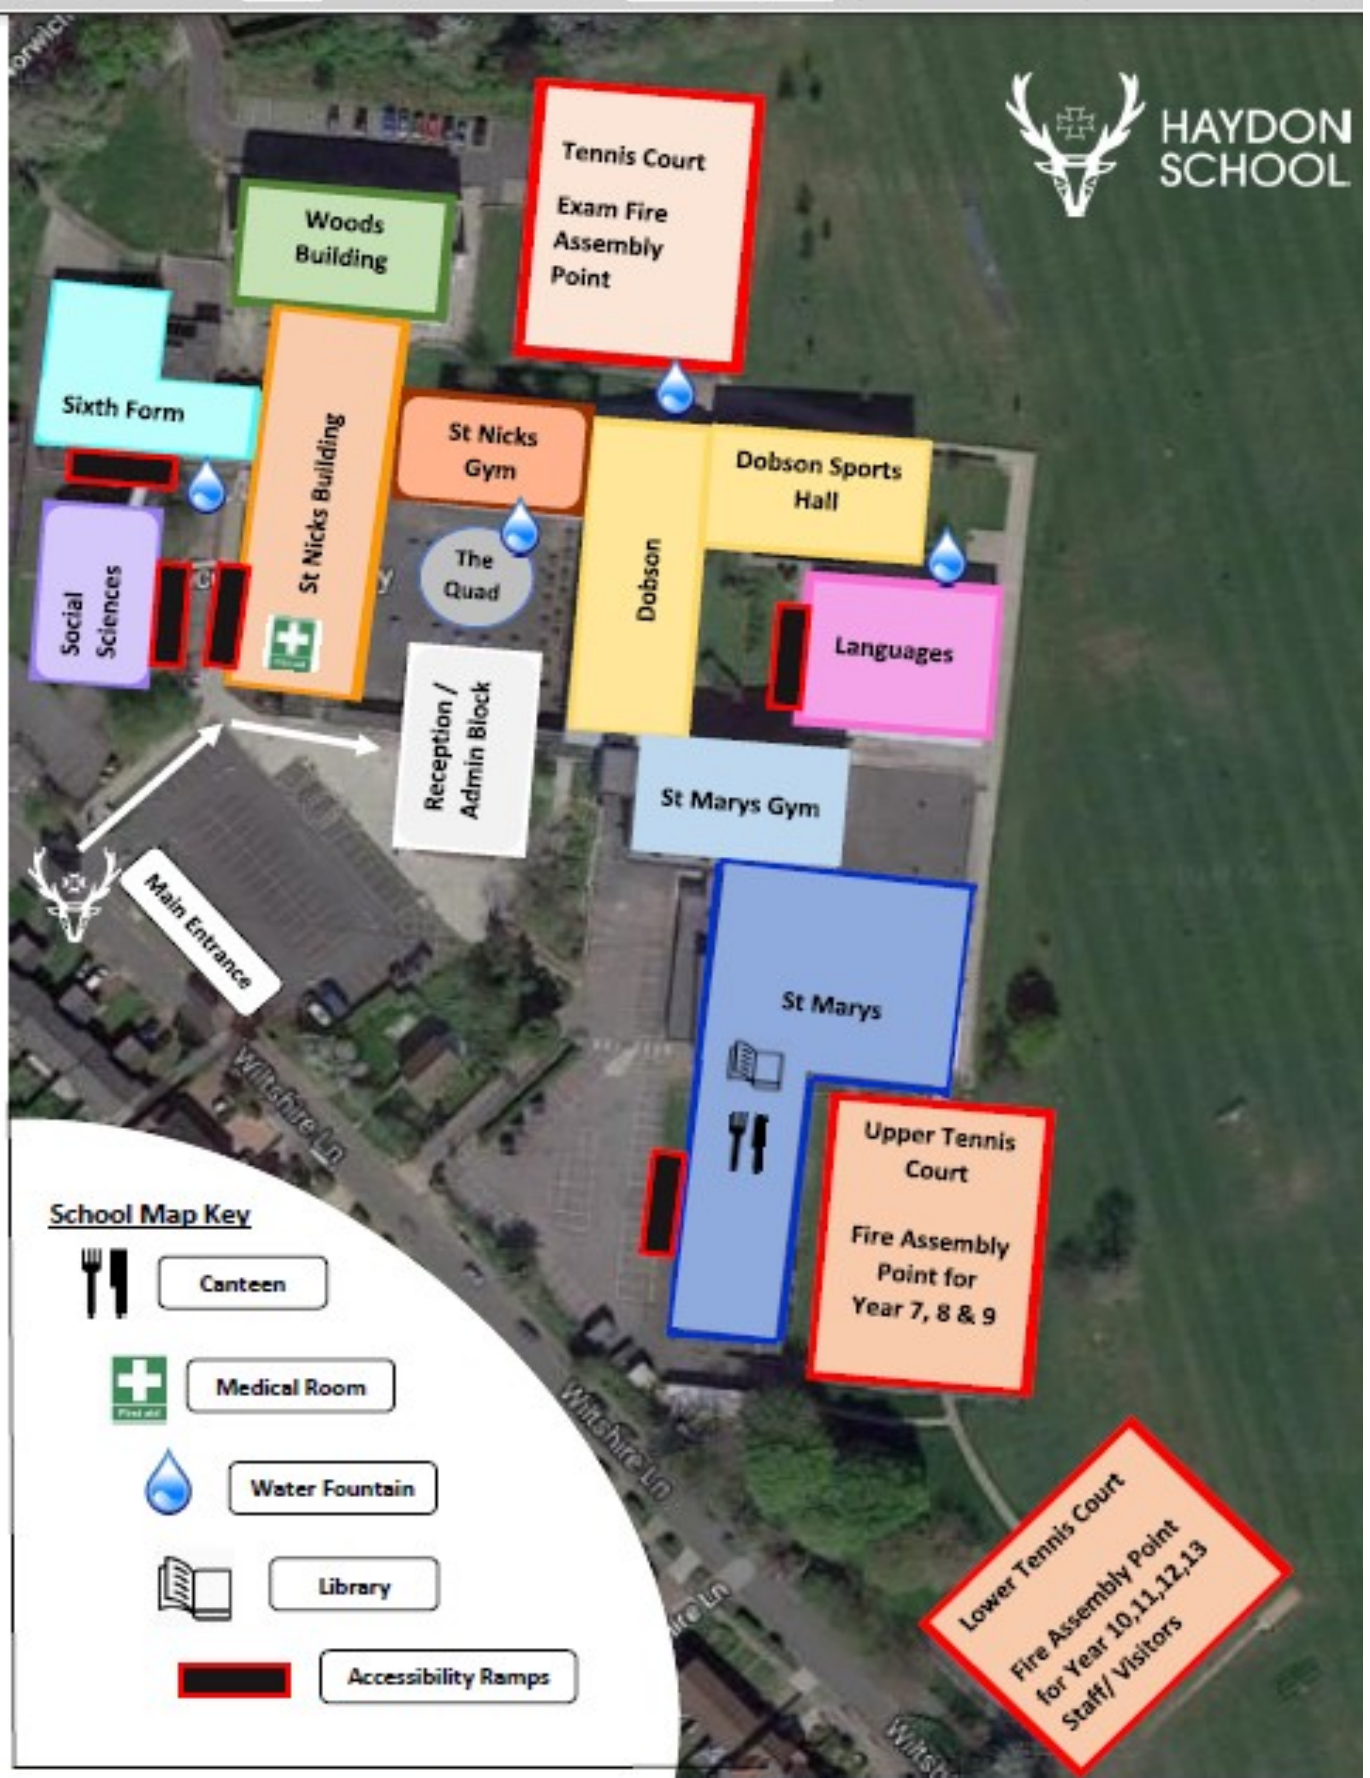 HAYDON
SCHOOL
Tennis Court
Exam Fire
Assembly
Point
Woods
Building
Sixth Form
St Nicks Building
St Nicks
Gym
Dobson Sports
Hall
The
Quad
Dobson
Social
Sciences
Languages
Reception /
Admin Block
St Marys Gym
Main Entrance
St Marys
Wiltshire Ln
Upper Tennis
Court
Fire Assembly
Point for
Year 7, 8 & 9
School Map Key
Canteen
Medical Room
First aid
Water Fountain
Library
Accessibility Ramps
Wiltshire Ln
Lower Tennis Court
Fire Assembly Point
for Year 10,11,12,13
Staff/ Visitors